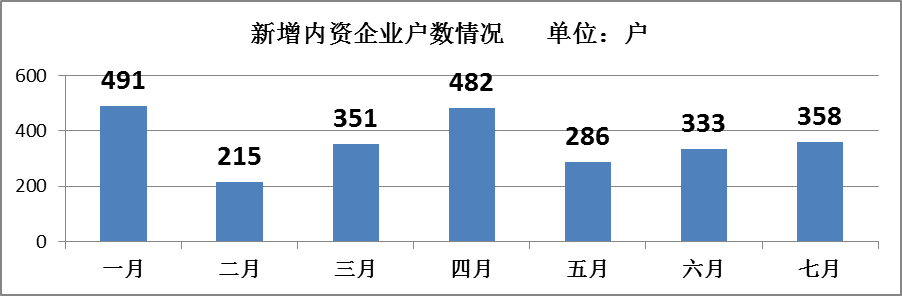 新增内资企业户数情况 单位：户
600
400
200
0
491
215
351
482
286
333
358
一月
二月
三月
四月
五月
六月
七月